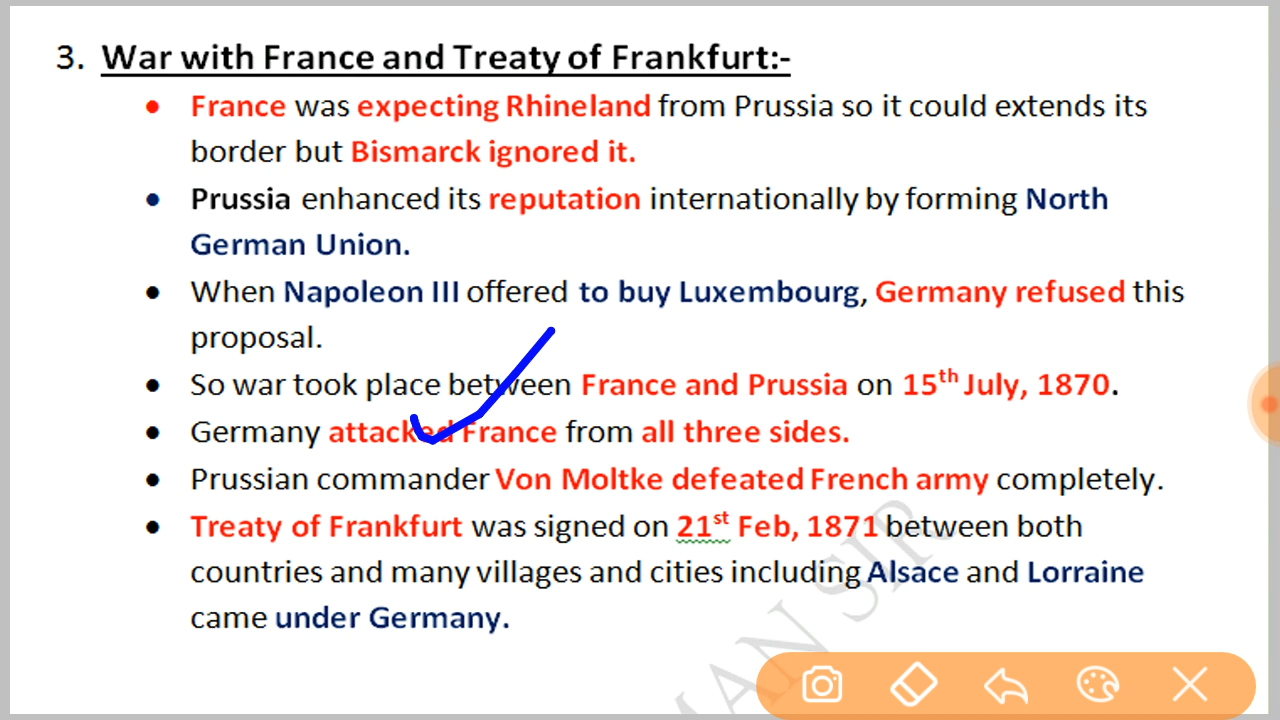 3. War with France and Treaty of Frankfurt:-
• France was expecting Rhineland from Prussia so it could extends its
border but Bismarck ignored it.
• Prussia enhanced its reputation internationally by forming North
German Union.
• When Napoleon III offered to buy Luxembourg, Germany refused this
proposal.
• So war took place between France and Prussia on 15th July, 1870.
• Germany attacked France from all three sides.
• Prussian commander Von Moltke defeated French army completely.
• Treaty of Frankfurt was signed on 21st Feb, 1871 between both
countries and many villages and cities including Alsace and Lorraine
came under Germany.
MAN SIR